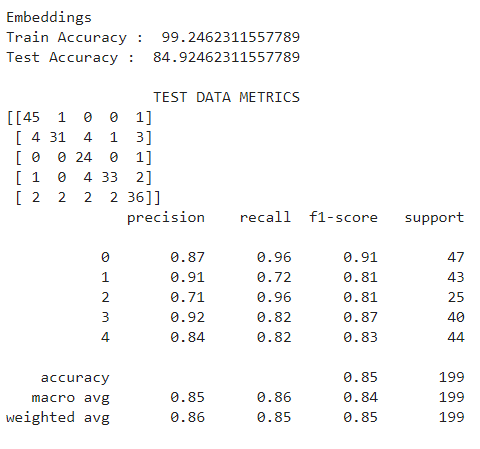 Embeddings
Train Accuracy :  99.2462311557789
Test Accuracy :  84.92462311557789
TEST DATA METRICS
[[45  1  0  0  1]
 [ 4 31  4  1  3]
 [ 0  0 24  0  1]
 [ 1  0  4 33  2]
 [ 2  2  2  2 36]]
precision    recall  f1-score   support
0       0.87      0.96      0.91        47
1       0.91      0.72      0.81        43
2       0.71      0.96      0.81        25
3       0.92      0.82      0.87        40
4       0.84      0.82      0.83        44
accuracy                           0.85       199
macro avg       0.85      0.86      0.84       199
weighted avg       0.86      0.85      0.85       199